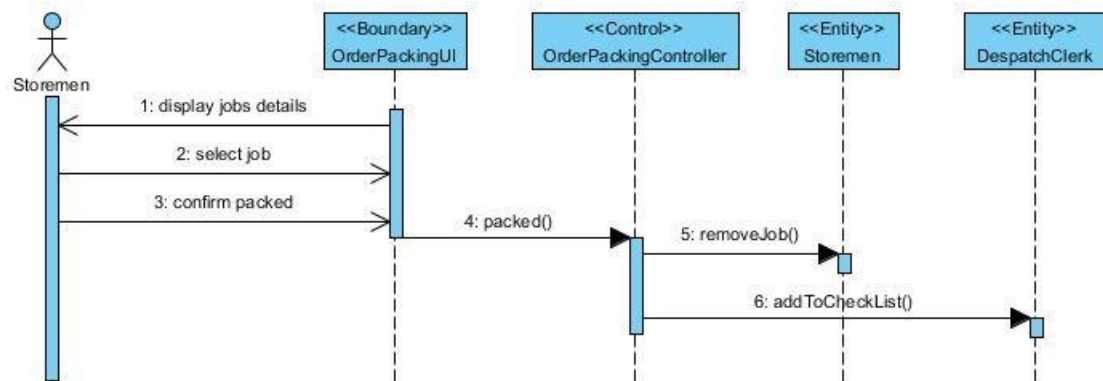 <<Boundary>>
OrderPackingUI
<<Control>>
OrderPackingController
<<Entity>>
Storemen
<<Entity>>
DespatchClerk
Storemen
1: display jobs details
2: select job
3: confirm packed
4: packed()
5: removeJob()
6: addToCheckList()